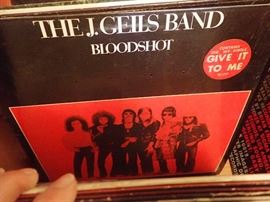 THE J. GEILS BAND
BLOODSHOT
CONTAINS
THE HIT SINGLE
GIVE IT
TO ME